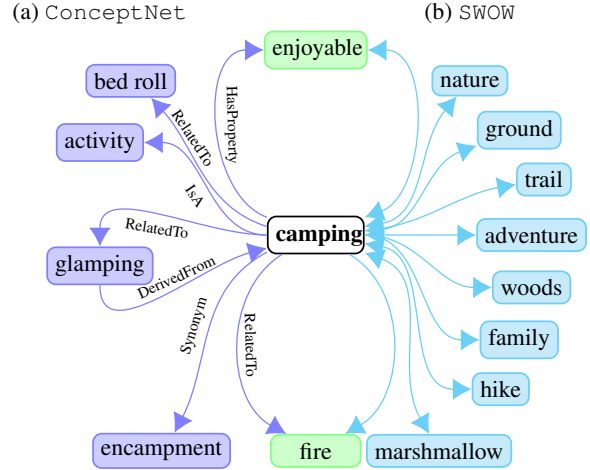 (a) ConceptNet
(b) SWOW
enjoyable
bed roll
nature
HasProperty
RelatedTo
activity
ground
IsA
trail
RelatedTo
camping
adventure
glamping
DerivedFrom
woods
Synonym
RelatedTo
family
hike
encampment
fire
marshmallow